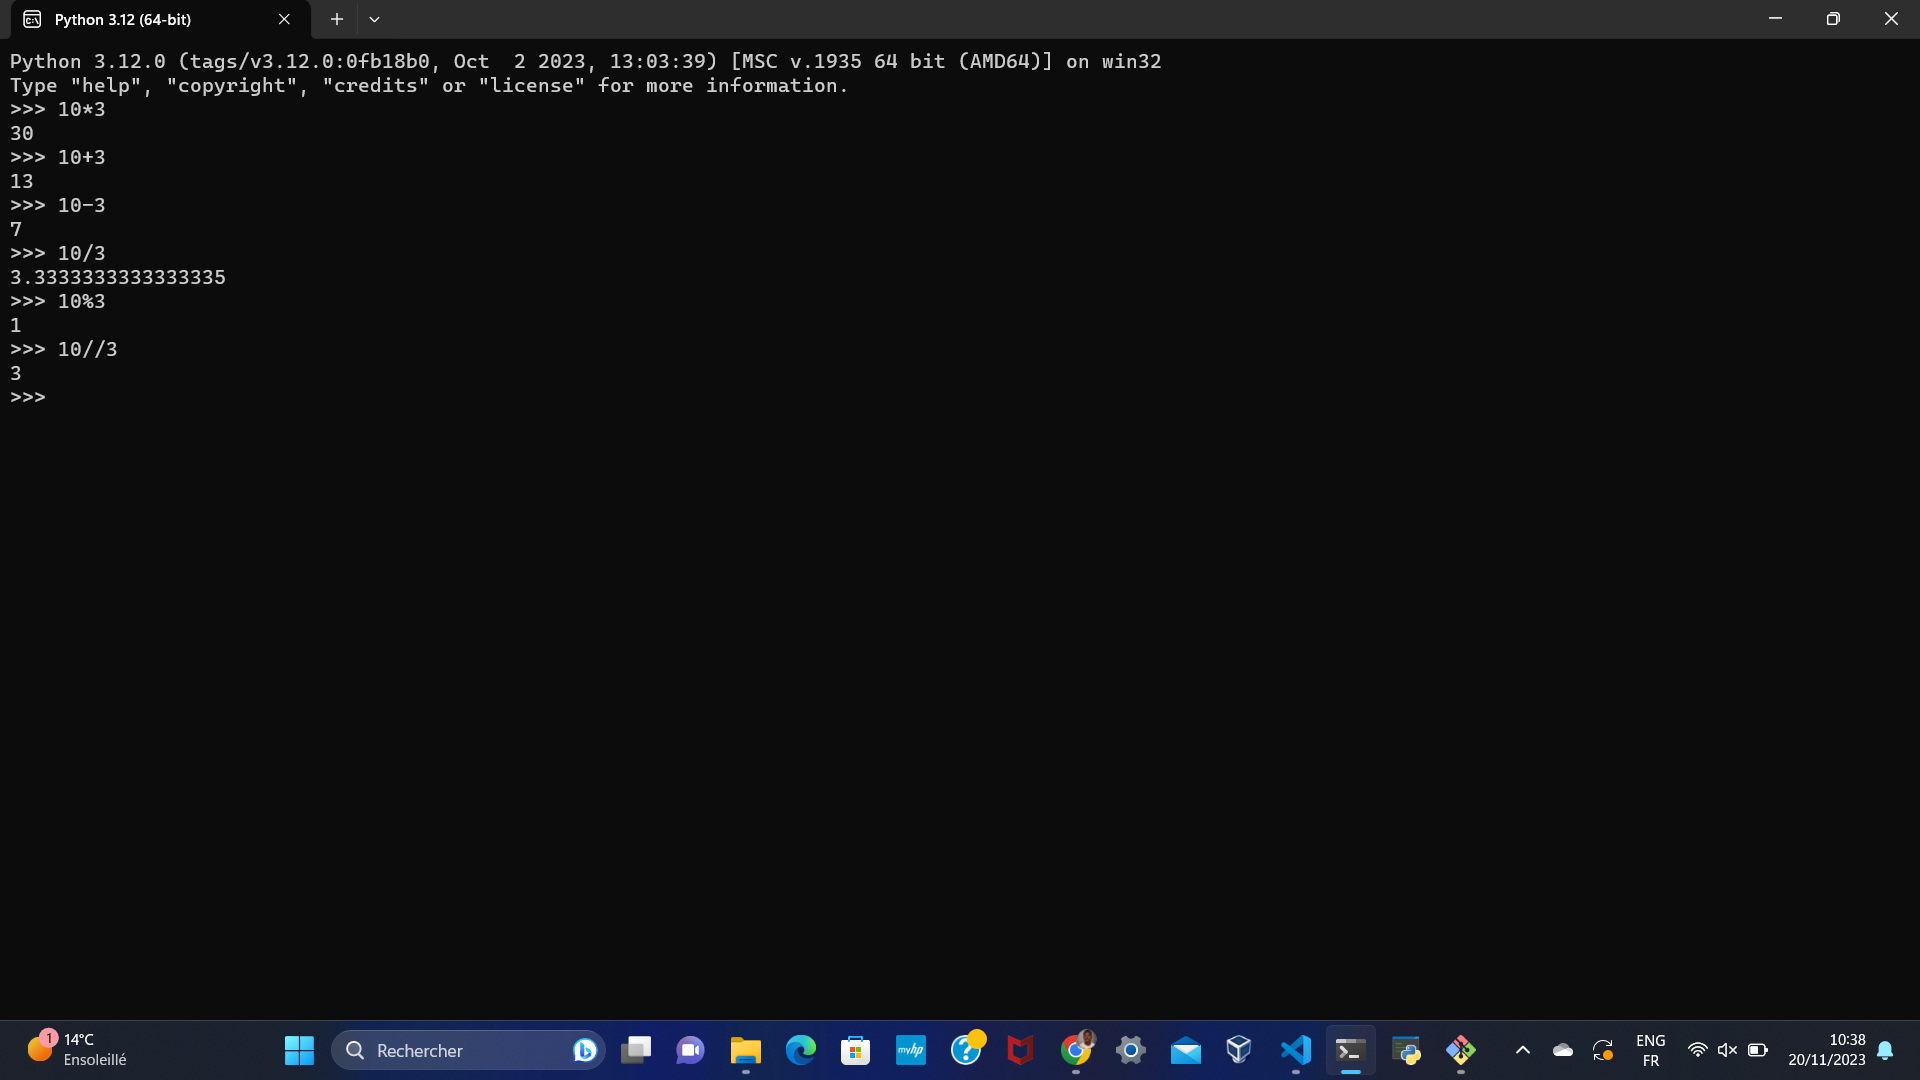 Python 3.12 (64-bit)
Python 3.12.0 (tags/v3.12.0:0fb18b0, Oct  2 2023, 13:03:39) [MSC v.1935 64 bit (AMD64)] on win32
Type "help", "copyright", "credits" or "license" for more information.
>>> 10*3
30
>>> 10+3
13
>>> 10-3
7
>>> 10/3
3.3333333333333335
>>> 10%3
1
>>> 10//3
3
>>>
1
14°C
Ensoleillé
Rechercher
myhp
ENG
FR
10:38
20/11/2023